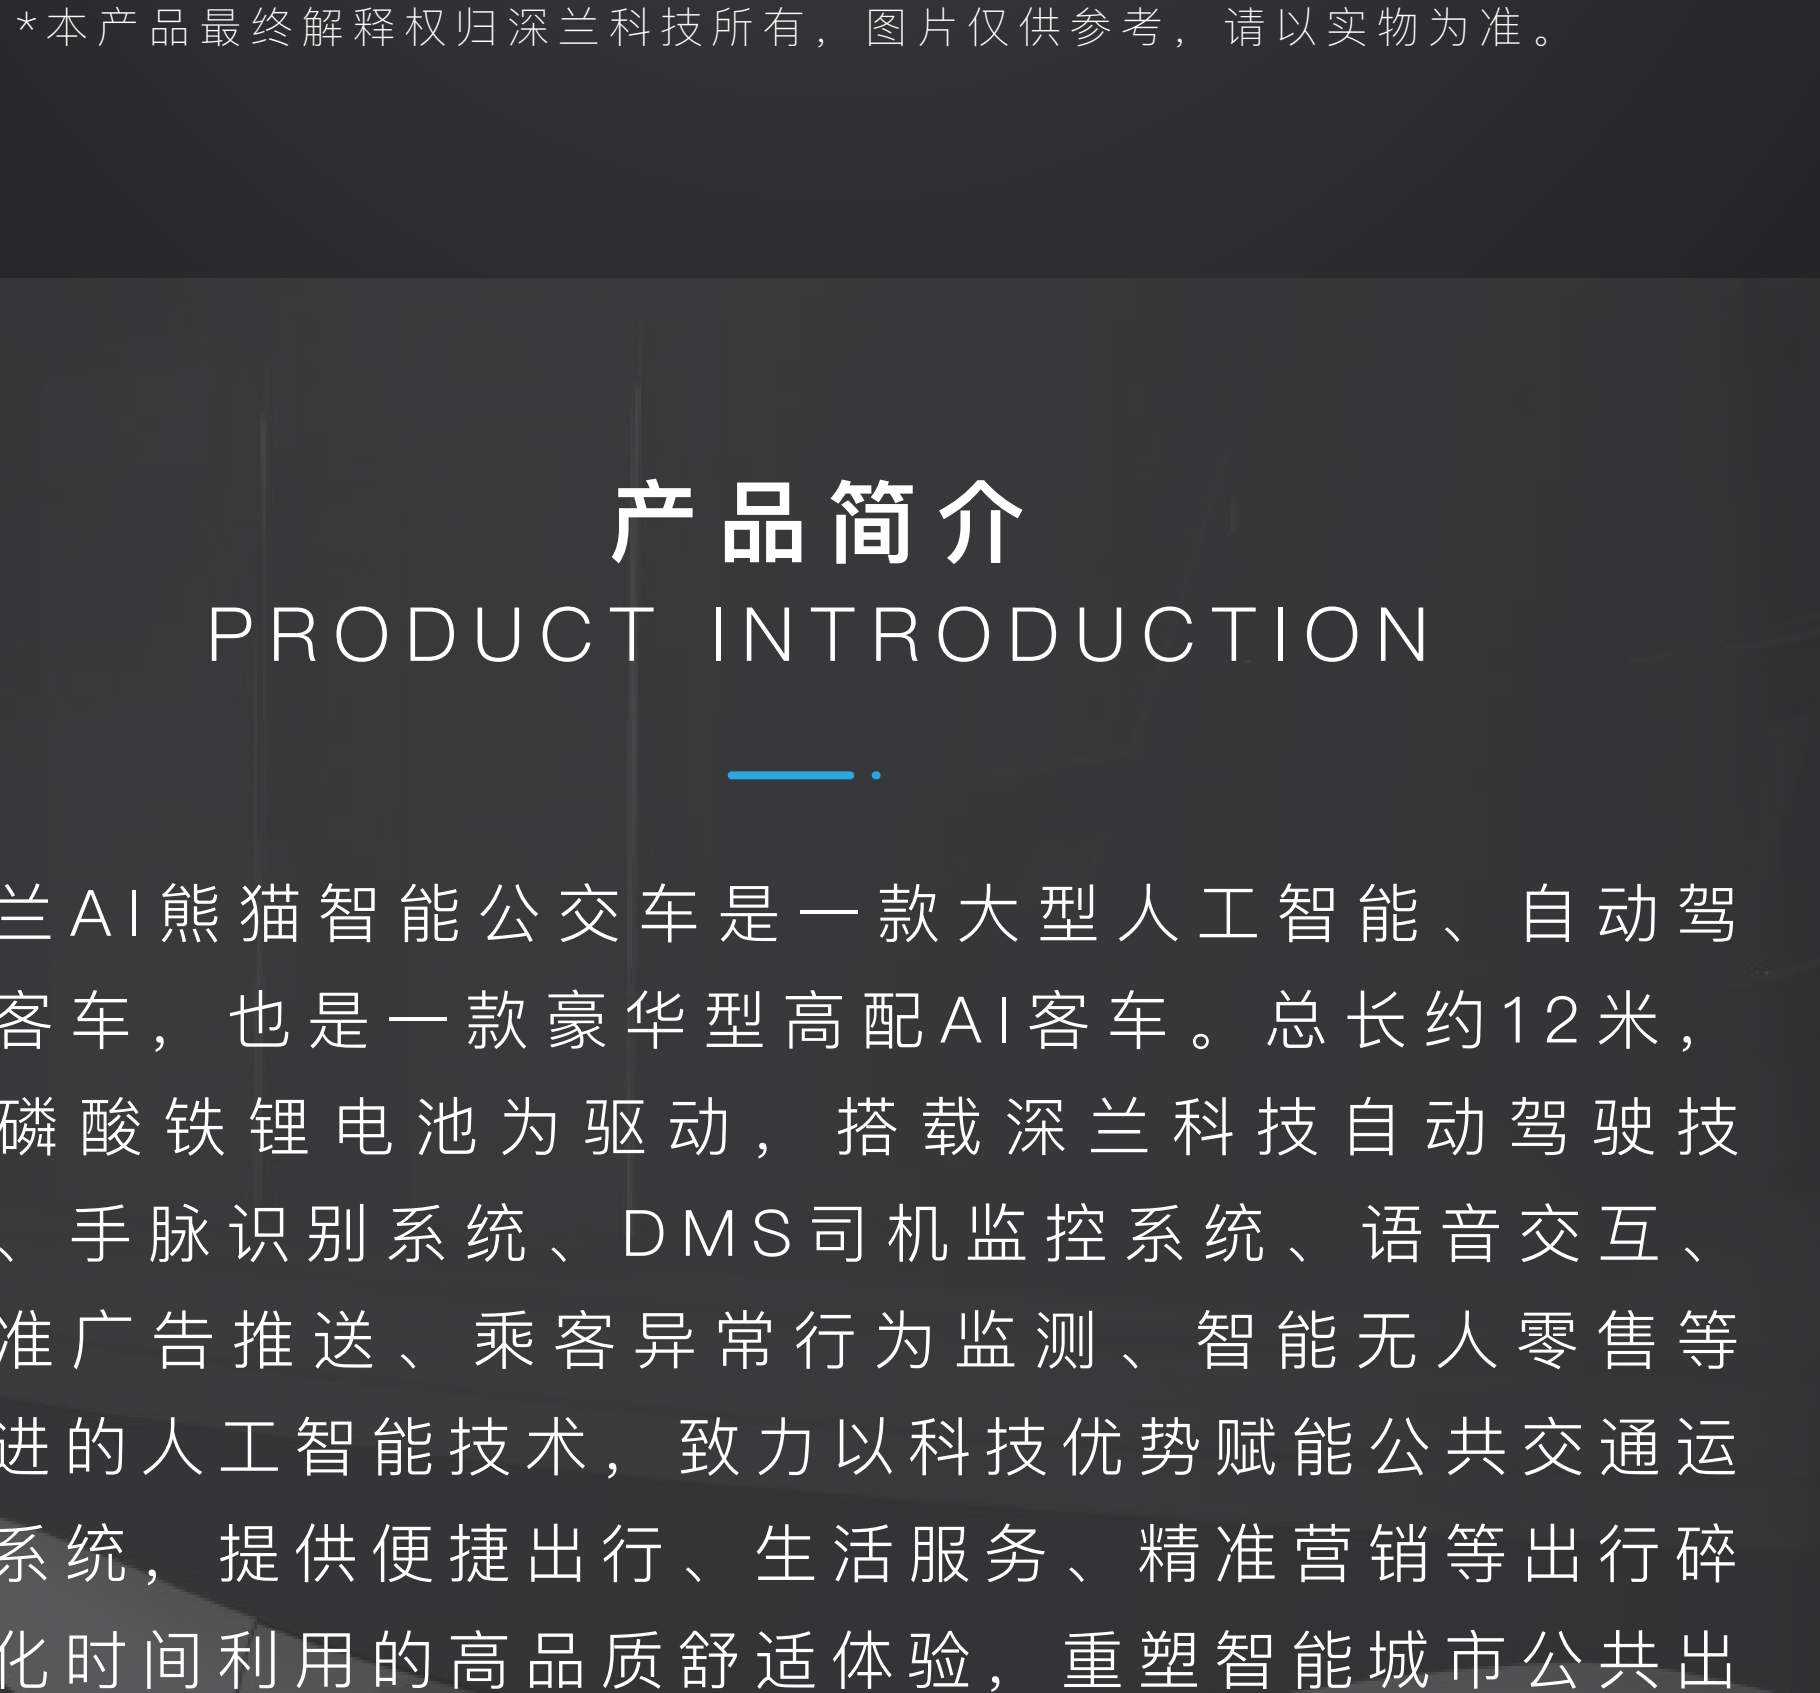 *本产品最终解释权归深兰科技所有，图片仅供参考，请以实物为准。
产品简介
PRODUCT INTRODUCTION
兰AI熊猫智能公交车是一款大型人工智能、自动驾
客车，也是一款豪华型高配AI客车。总长约12米，
磷酸铁锂电池为驱动，搭载深兰科技自动驾驶技
、手脉识别系统、DMS司机监控系统、语音交互、
准广告推送、乘客异常行为监测、智能无人零售等
进的人工智能技术，致力以科技优势赋能公共交通运
系统，提供便捷出行、生活服务、精准营销等出行碎
化时间利用的高品质舒适体验，重塑智能城市公共出